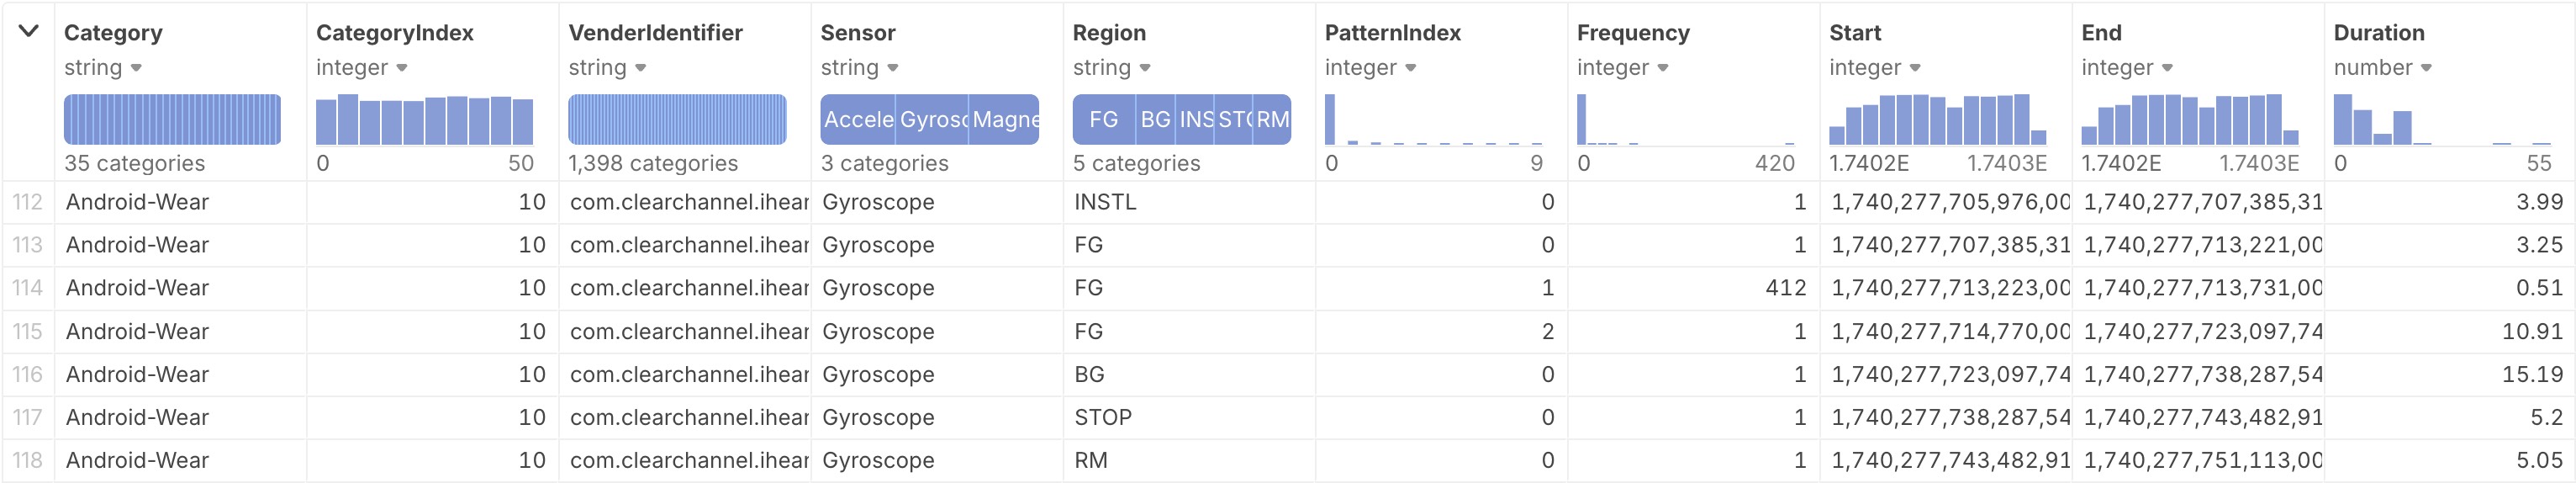 Category CategoryIndex VenderIdentifier Sensor Region PatternIndex Frequency Start End Duration
string integer string string string integer integer integer integer number
Accele Gyrosc Magne FG BG INS STO RM
35 categories 0 50 1,398 categories 3 categories 5 categories 0 9 0 420 1.7402E 1.7403E 1.7402E 1.7403E 0 55
112 Android-Wear 10 com.clearchannel.ihear Gyroscope INSTL 0 1 1,740,277,705,976,00 1,740,277,707,385,31 3.99
113 Android-Wear 10 com.clearchannel.ihear Gyroscope FG 0 1 1,740,277,707,385,31 1,740,277,713,221,00 3.25
114 Android-Wear 10 com.clearchannel.ihear Gyroscope FG 1 412 1,740,277,713,223,00 1,740,277,713,731,00 0.51
115 Android-Wear 10 com.clearchannel.ihear Gyroscope FG 2 1 1,740,277,714,770,00 1,740,277,723,097,74 10.91
116 Android-Wear 10 com.clearchannel.ihear Gyroscope BG 0 1 1,740,277,723,097,74 1,740,277,738,287,54 15.19
117 Android-Wear 10 com.clearchannel.ihear Gyroscope STOP 0 1 1,740,277,738,287,54 1,740,277,743,482,91 5.2
118 Android-Wear 10 com.clearchannel.ihear Gyroscope RM 0 1 1,740,277,743,482,91 1,740,277,751,113,00 5.05